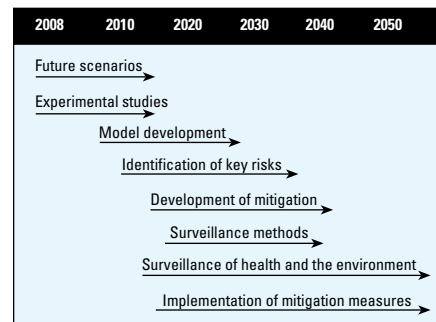 2008 2010 2020 2030 2040 2050
Future scenarios
Experimental studies
Model development
Identification of key risks
Development of mitigation
Surveillance methods
Surveillance of health and the environment
Implementation of mitigation measures